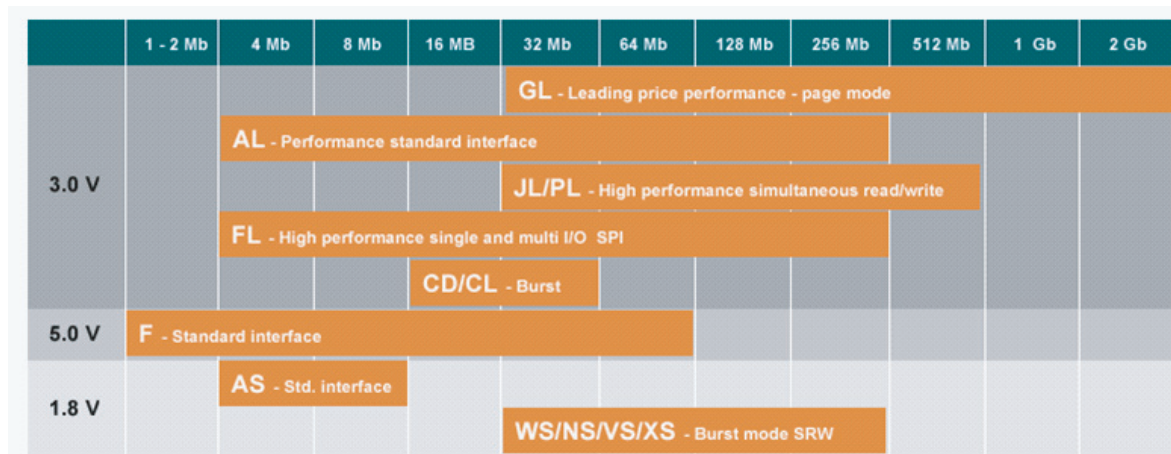 1 - 2 Mb 4 Mb 8 Mb 16 MB 32 Mb 64 Mb 128 Mb 256 Mb 512 Mb 1 Gb 2 Gb
GL - Leading price performance - page mode
AL - Performance standard interface
3.0 V
JL/PL - High performance simultaneous read/write
FL - High performance single and multi I/O SPI
CD/CL - Burst
5.0 V
F - Standard interface
1.8 V
AS - Std. interface
WS/NS/VS/XS - Burst mode SRW